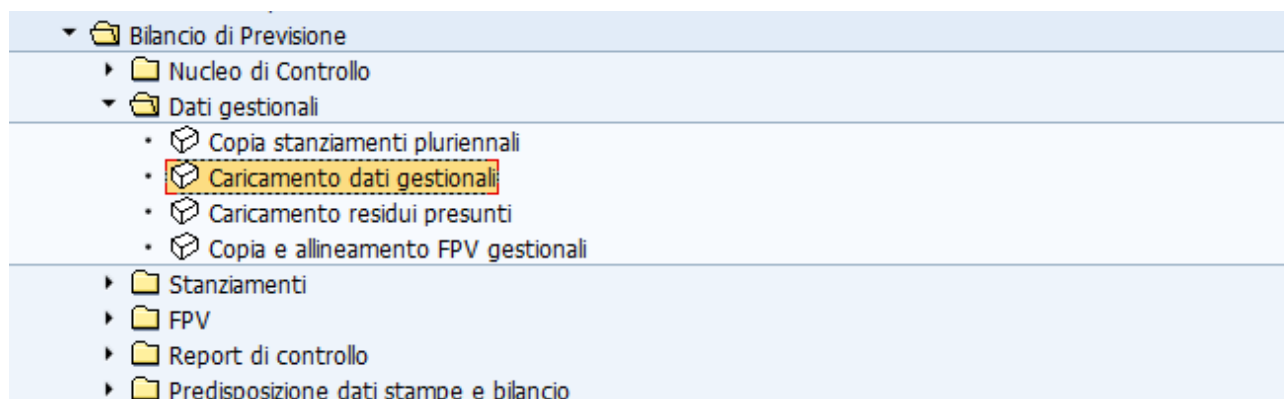 Bilancio di Previsione
Nucleo di Controllo
Dati gestionali
Copia stanziamenti pluriennali
Caricamento dati gestionali
Caricamento residui presunti
Copia e allineamento FPV gestionali
Stanziamenti
FPV
Report di controllo
Predisposizione dati stampe e bilancio